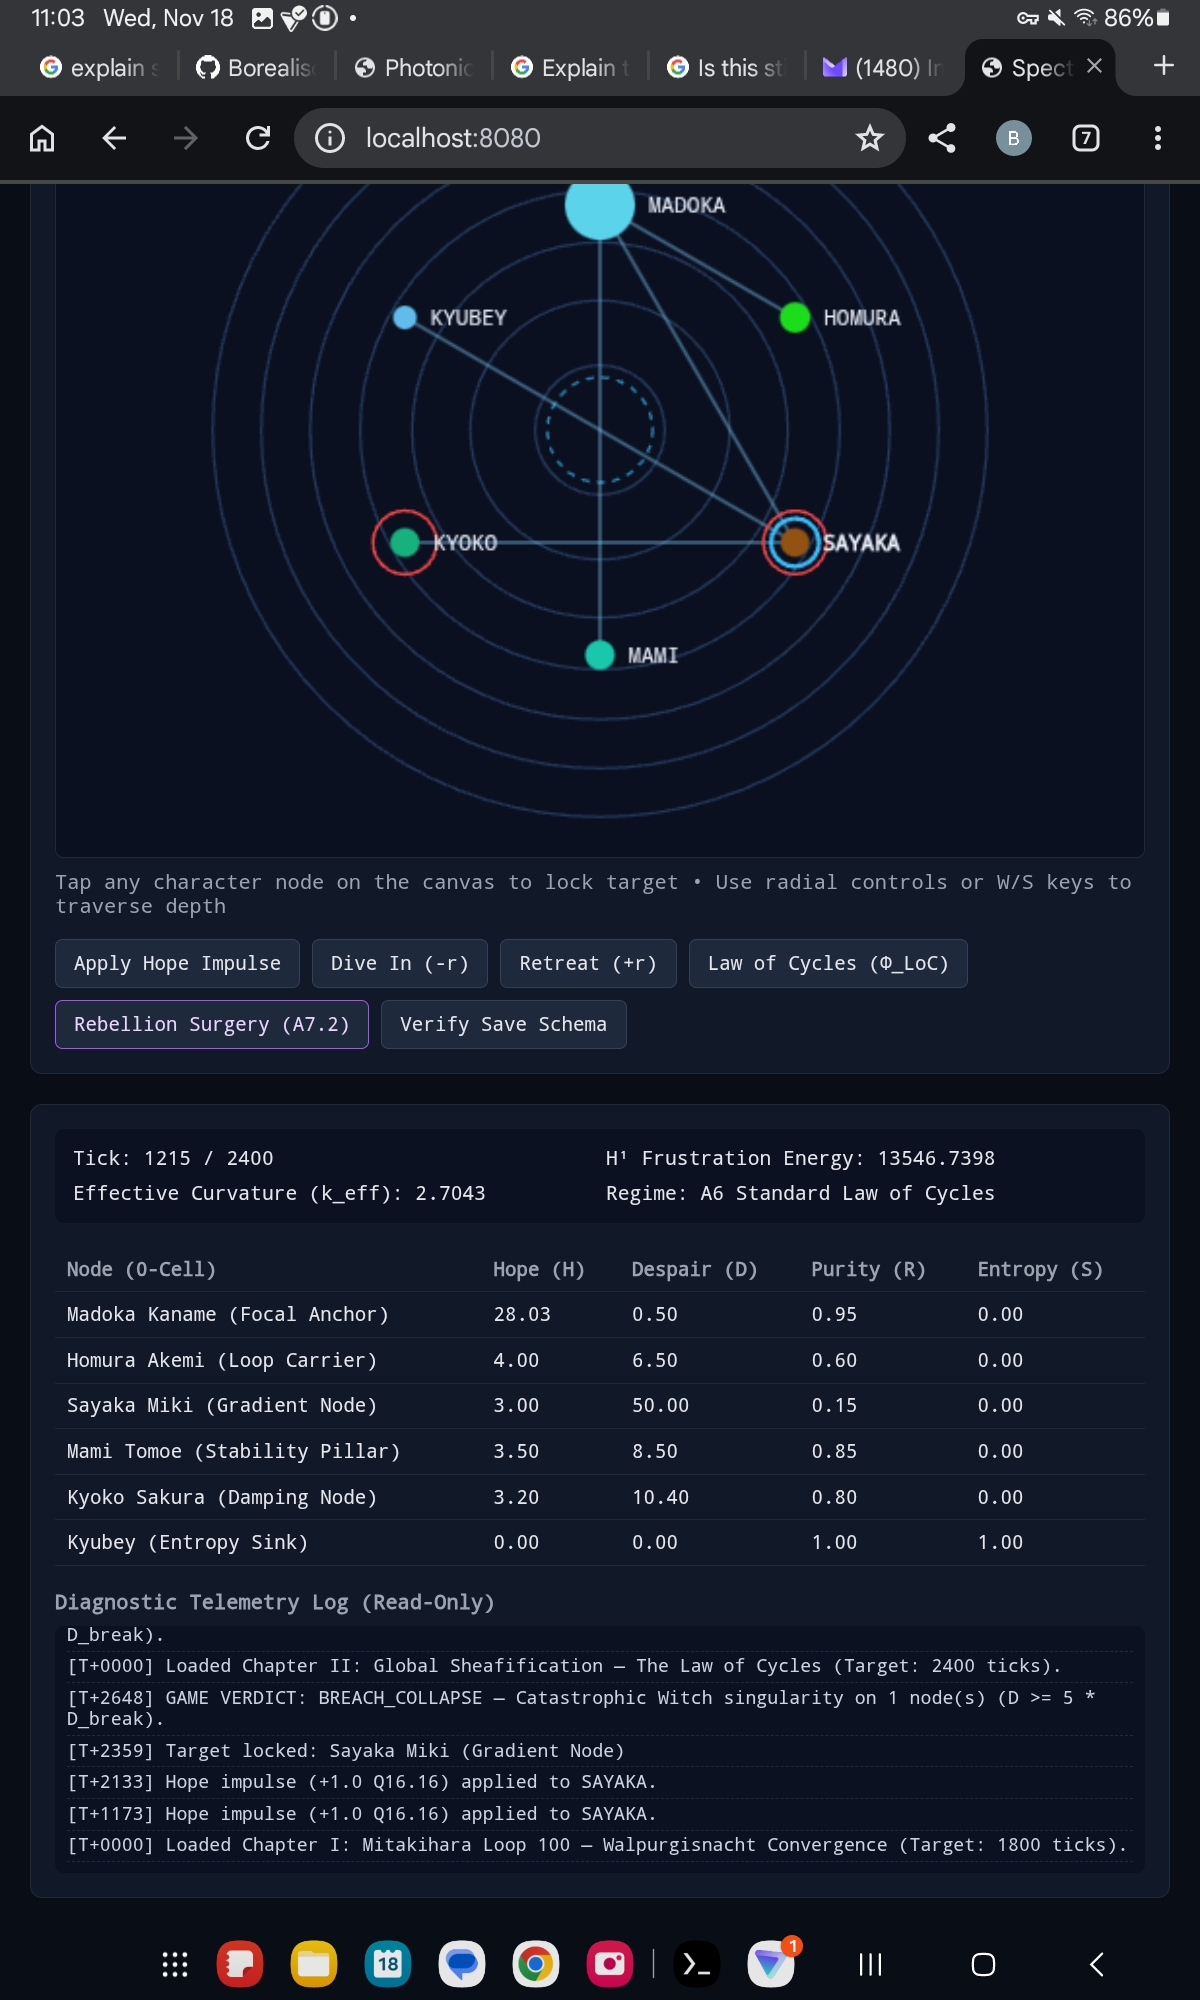 11:03 Wed, Nov 18 86%
explain s Borealis Photonic Explain t Is this sti (1480) In Spect
localhost:8080 B 7
MADOKA
KYUBEY HOMURA
KYOKO SAYAKA
MAMI
Tap any character node on the canvas to lock target • Use radial controls or W/S keys to
traverse depth
Apply Hope Impulse Dive In (-r) Retreat (+r) Law of Cycles (Φ_LoC)
Rebellion Surgery (A7.2) Verify Save Schema
Tick: 1215 / 2400 H¹ Frustration Energy: 13546.7398
Effective Curvature (k_eff): 2.7043 Regime: A6 Standard Law of Cycles
Node (0-Cell) Hope (H) Despair (D) Purity (R) Entropy (S)
Madoka Kaname (Focal Anchor) 28.03 0.50 0.95 0.00
Homura Akemi (Loop Carrier) 4.00 6.50 0.60 0.00
Sayaka Miki (Gradient Node) 3.00 50.00 0.15 0.00
Mami Tomoe (Stability Pillar) 3.50 8.50 0.85 0.00
Kyoko Sakura (Damping Node) 3.20 10.40 0.80 0.00
Kyubey (Entropy Sink) 0.00 0.00 1.00 1.00
Diagnostic Telemetry Log (Read-Only)
D_break).
[T+0000] Loaded Chapter II: Global Sheafification — The Law of Cycles (Target: 2400 ticks).
[T+2648] GAME VERDICT: BREACH_COLLAPSE — Catastrophic Witch singularity on 1 node(s) (D >= 5 *
D_break).
[T+2359] Target locked: Sayaka Miki (Gradient Node)
[T+2133] Hope impulse (+1.0 Q16.16) applied to SAYAKA.
[T+1173] Hope impulse (+1.0 Q16.16) applied to SAYAKA.
[T+0000] Loaded Chapter I: Mitakihara Loop 100 — Walpurgisnacht Convergence (Target: 1800 ticks).
18 1